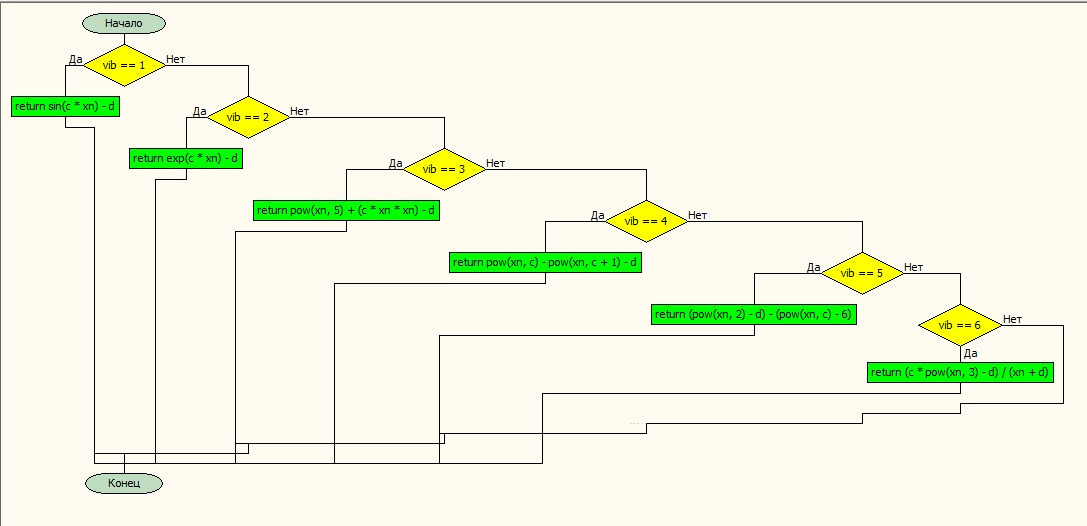 Начало
vib == 1
Да
Нет
return sin(c * xn) - d
vib == 2
Да
Нет
return exp(c * xn) - d
vib == 3
Да
Нет
return pow(xn, 5) + (c * xn * xn) - d
vib == 4
Да
Нет
return pow(xn, c) - pow(xn, c + 1) - d
vib == 5
Да
Нет
return (pow(xn, 2) - d) - (pow(xn, c) - 6)
vib == 6
Нет
Да
return (c * pow(xn, 3) - d) / (xn + d)
Конец